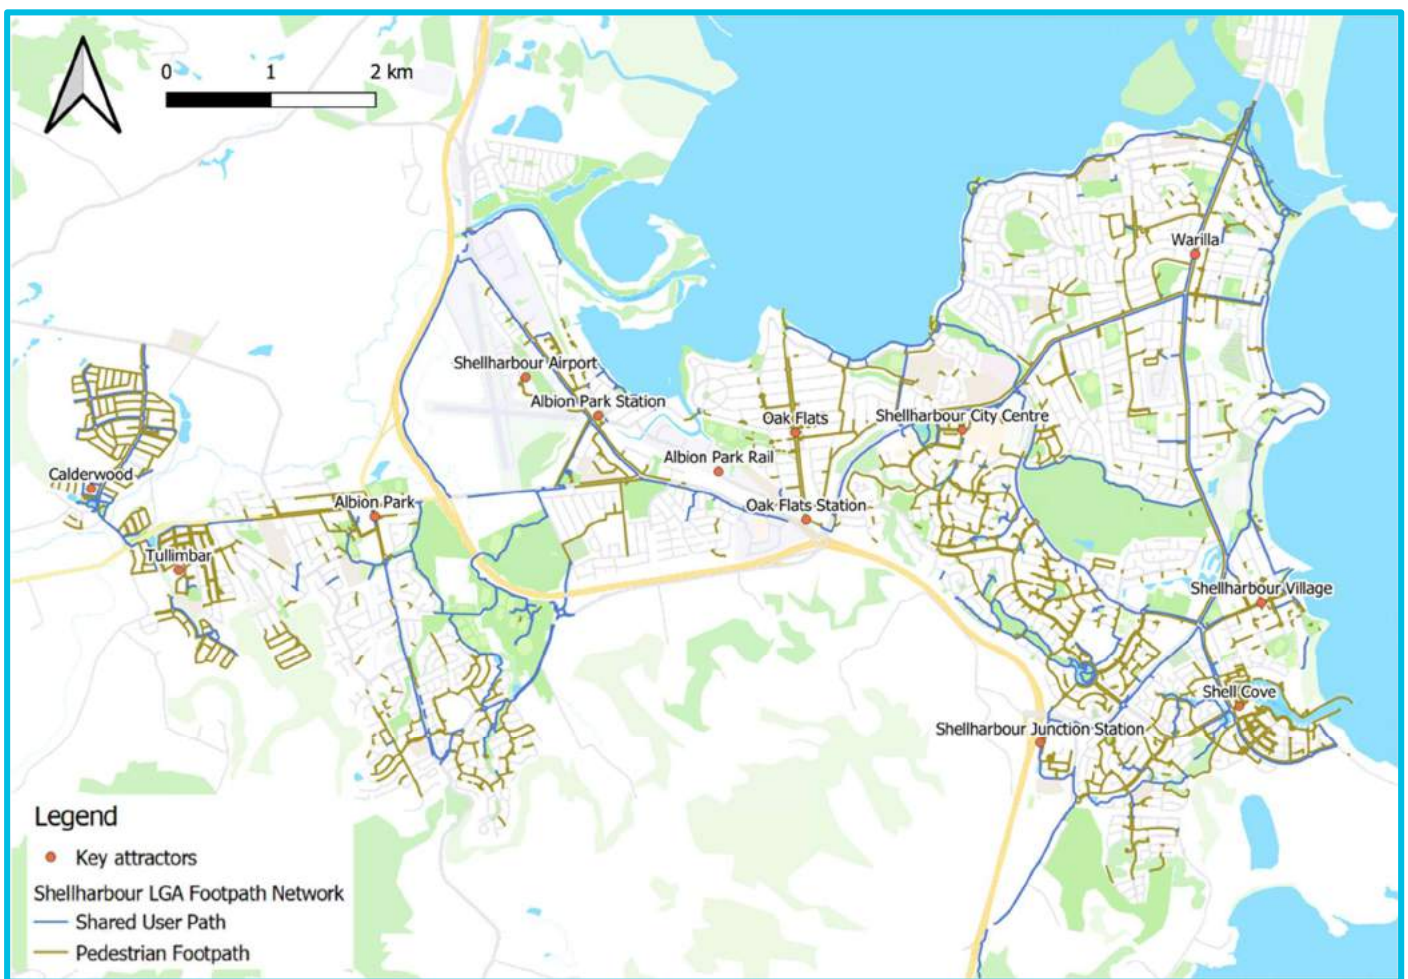 0 1 2 km
Warilla
Shellharbour Airport
Albion Park Station
Oak Flats
Shellharbour City Centre
Albion Park Rail
Calderwood
Albion Park
Oak Flats Station
Tullimbar
Shellharbour Village
Shell Cove
Shellharbour Junction Station
Legend
Key attractors
Shellharbour LGA Footpath Network
Shared User Path
Pedestrian Footpath